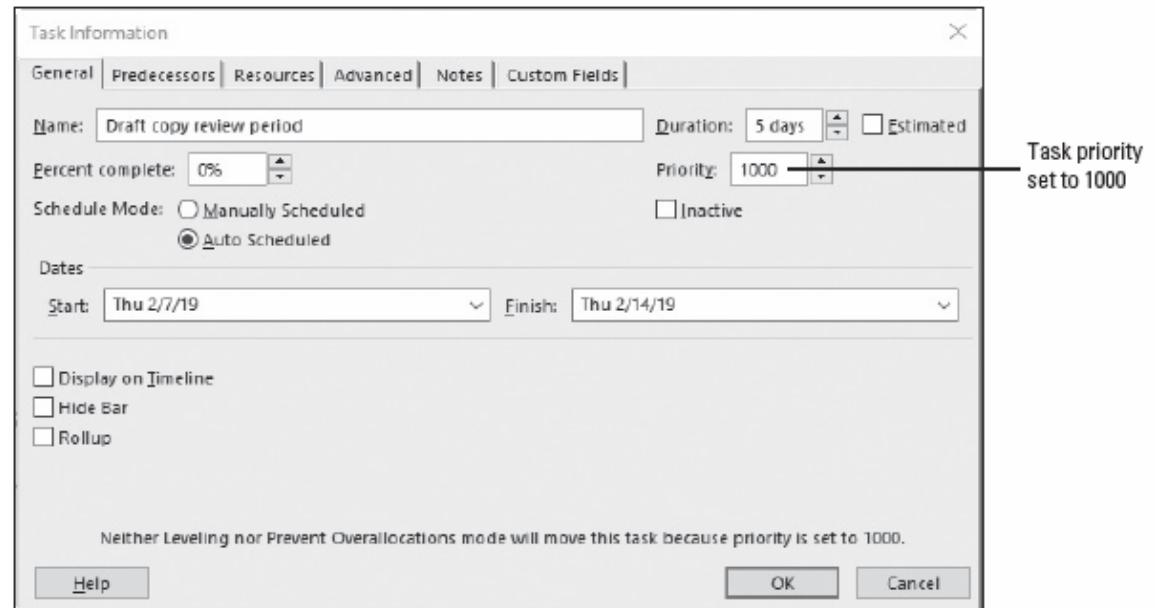 Task Information
General Predecessors Resources Advanced Notes Custom Fields
Name: Draft copy review period Duration: 5 days Estimated
Percent complete: 0% Priority: 1000
Task priority
set to 1000
Schedule Mode: Manually Scheduled Inactive
Auto Scheduled
Dates
Start: Thu 2/7/19 Finish: Thu 2/14/19
Display on Timeline
Hide Bar
Rollup
Neither Leveling nor Prevent Overallocations mode will move this task because priority is set to 1000.
Help OK Cancel